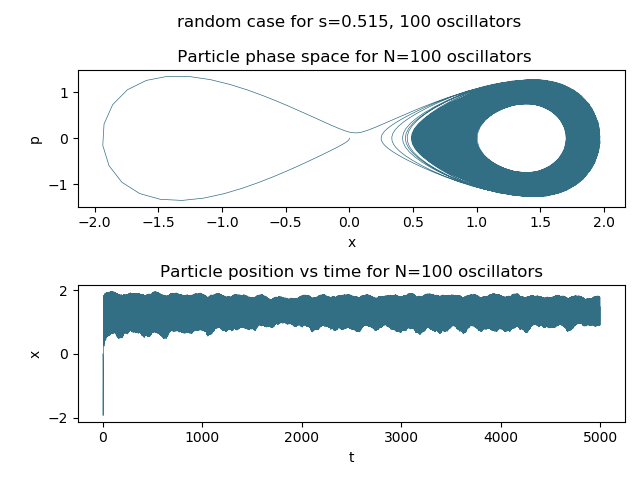 random case for s=0.515, 100 oscillators
Particle phase space for N=100 oscillators
1
0
−1
p
−2.0 −1.5 −1.0 −0.5 0.0 0.5 1.0 1.5 2.0
x
Particle position vs time for N=100 oscillators
2
0
−2
x
0 1000 2000 3000 4000 5000
t